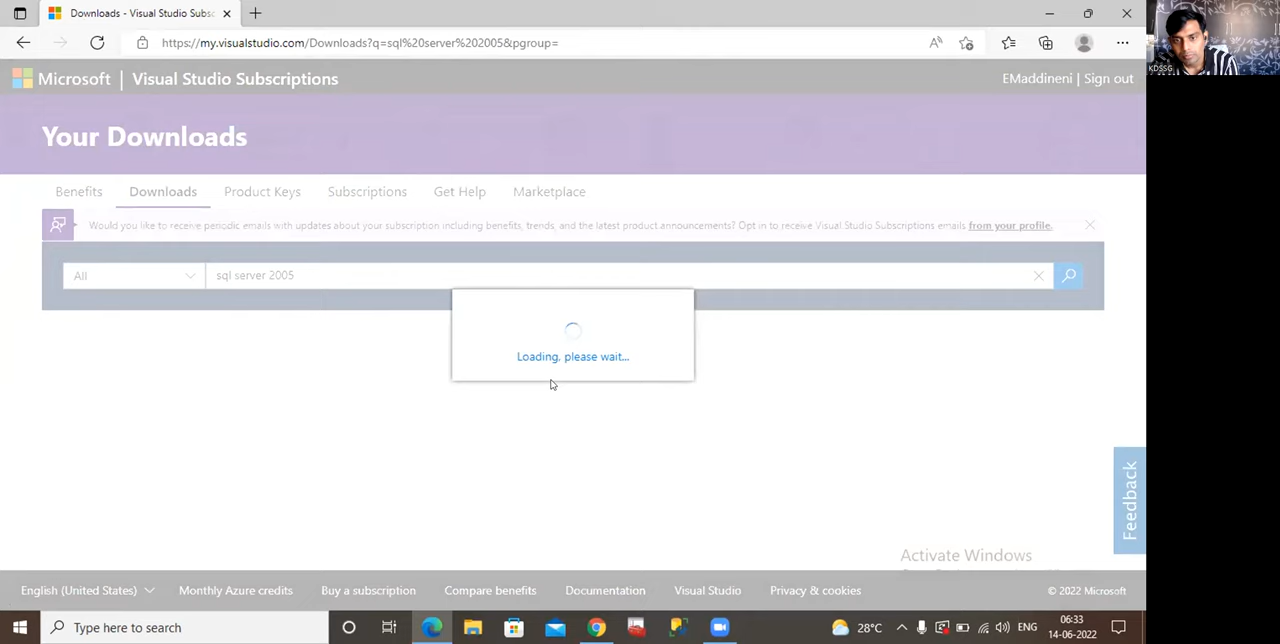 Downloads - Visual Studio Subsc
https://my.visualstudio.com/Downloads?q=sql%20server%202005&pgroup=
KDSSG
Microsoft | Visual Studio Subscriptions
EMaddineni | Sign out
Your Downloads
Benefits Downloads Product Keys Subscriptions Get Help Marketplace
Would you like to receive periodic emails with updates about your subscription including benefits, trends, and the latest product announcements? Opt in to receive Visual Studio Subscriptions emails from your profile.
All
sql server 2005
Loading, please wait...
Feedback
Activate Windows
English (United States) Monthly Azure credits Buy a subscription Compare benefits Documentation Visual Studio Privacy & cookies © 2022 Microsoft
Type here to search
28°C
ENG
06:33
14-06-2022